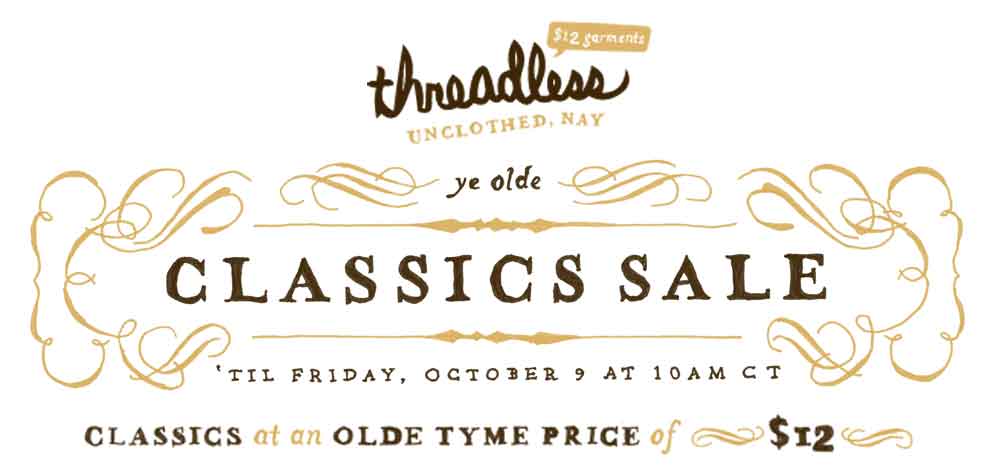 $12 garments
threadless
UNCLOTHED, NAY
ye olde
CLASSICS SALE
'TIL FRIDAY, OCTOBER 9 AT 10AM CT
CLASSICS at an OLDE TYME PRICE of $12